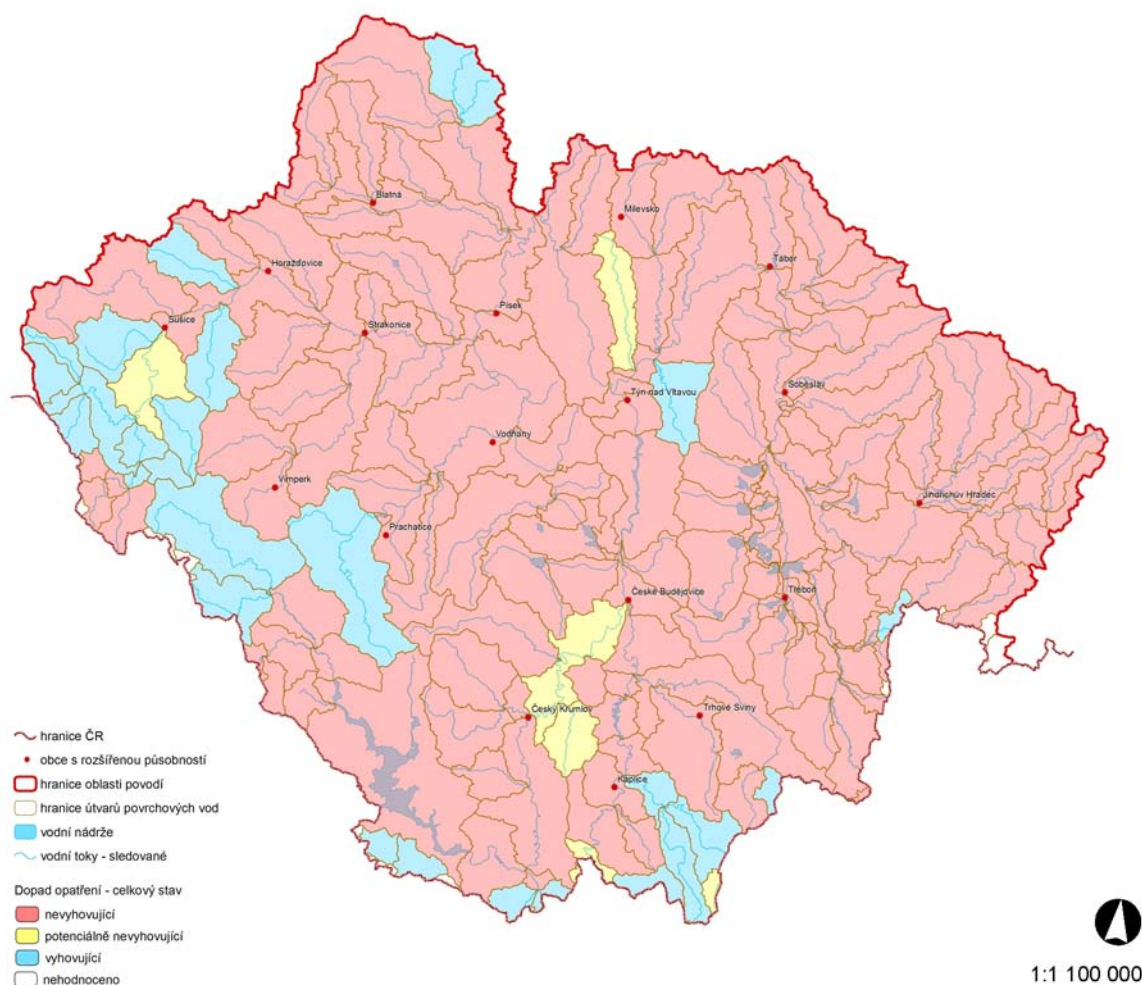 Blatná
Milevsko
Horažďovice
Tábor
Písek
Sušice
Strakonice
Týn nad Vltavou
Soběslav
Vodňany
Vimperk
Jindřichův Hradec
Prachatice
České Budějovice
Třeboň
Český Krumlov
Trhové Sviny
Kaplice
hranice ČR
obce s rozšířenou působností
hranice oblasti povodí
hranice útvarů povrchových vod
vodní nádrže
vodní toky - sledované
Dopad opatření - celkový stav
nevyhovující
potenciálně nevyhovující
vyhovující
nehodnoceno
1:1 100 000